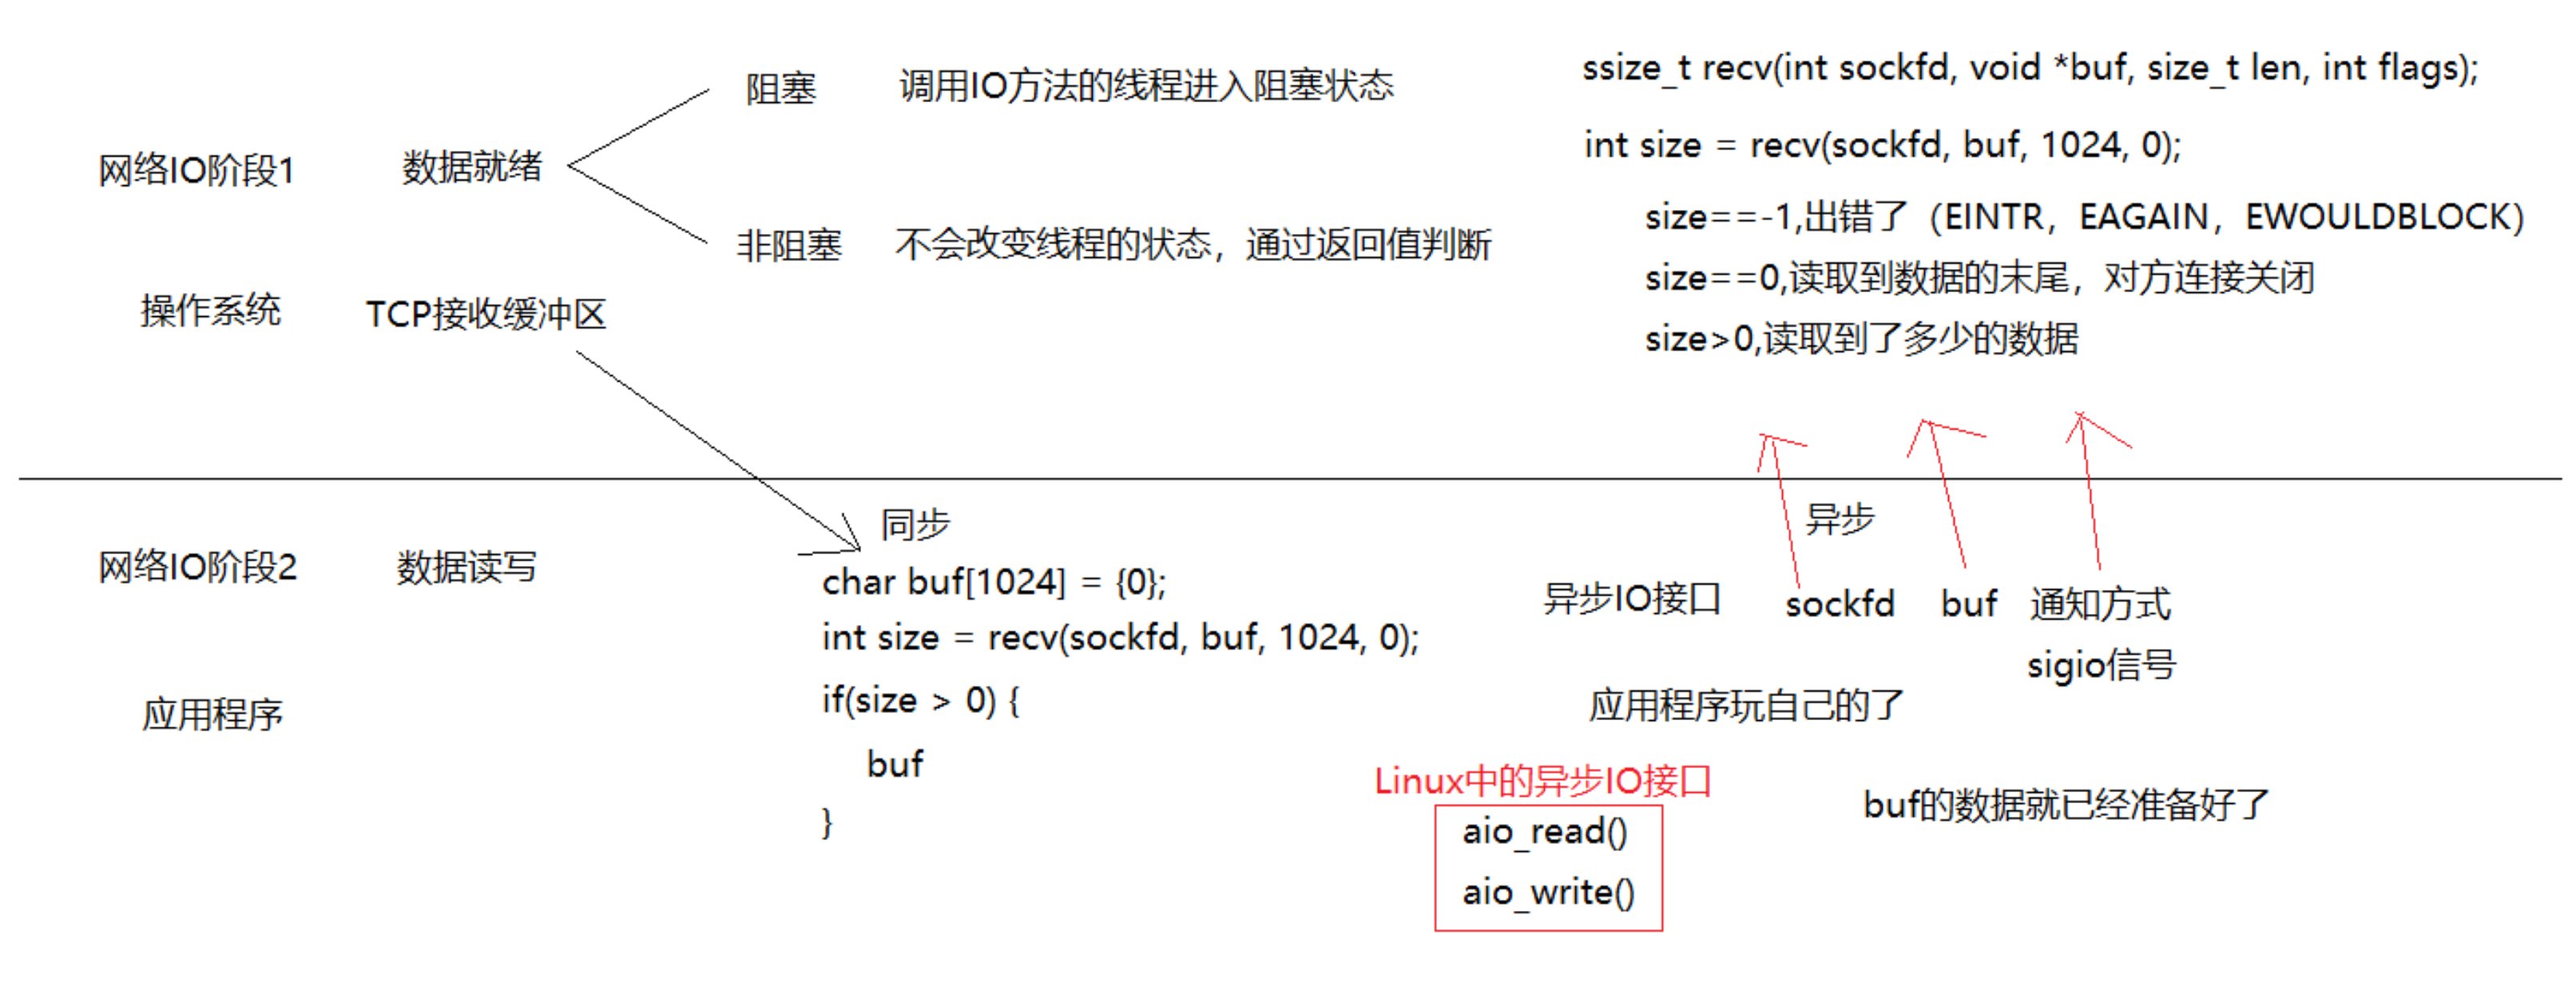 网络IO阶段1
数据就绪
阻塞
调用IO方法的线程进入阻塞状态
非阻塞
不会改变线程的状态，通过返回值判断
操作系统
TCP接收缓冲区
ssize_t recv(int sockfd, void *buf, size_t len, int flags);
int size = recv(sockfd, buf, 1024, 0);
size==-1,出错了（EINTR，EAGAIN，EWOULDBLOCK）
size==0,读取到数据的末尾，对方连接关闭
size>0,读取到了多少的数据
网络IO阶段2
数据读写
应用程序
同步
char buf[1024] = {0};
int size = recv(sockfd, buf, 1024, 0);
if(size > 0) {
buf
}
异步
异步IO接口
sockfd
buf
通知方式
sigio信号
应用程序玩自己的了
Linux中的异步IO接口
aio_read()
aio_write()
buf的数据就已经准备好了